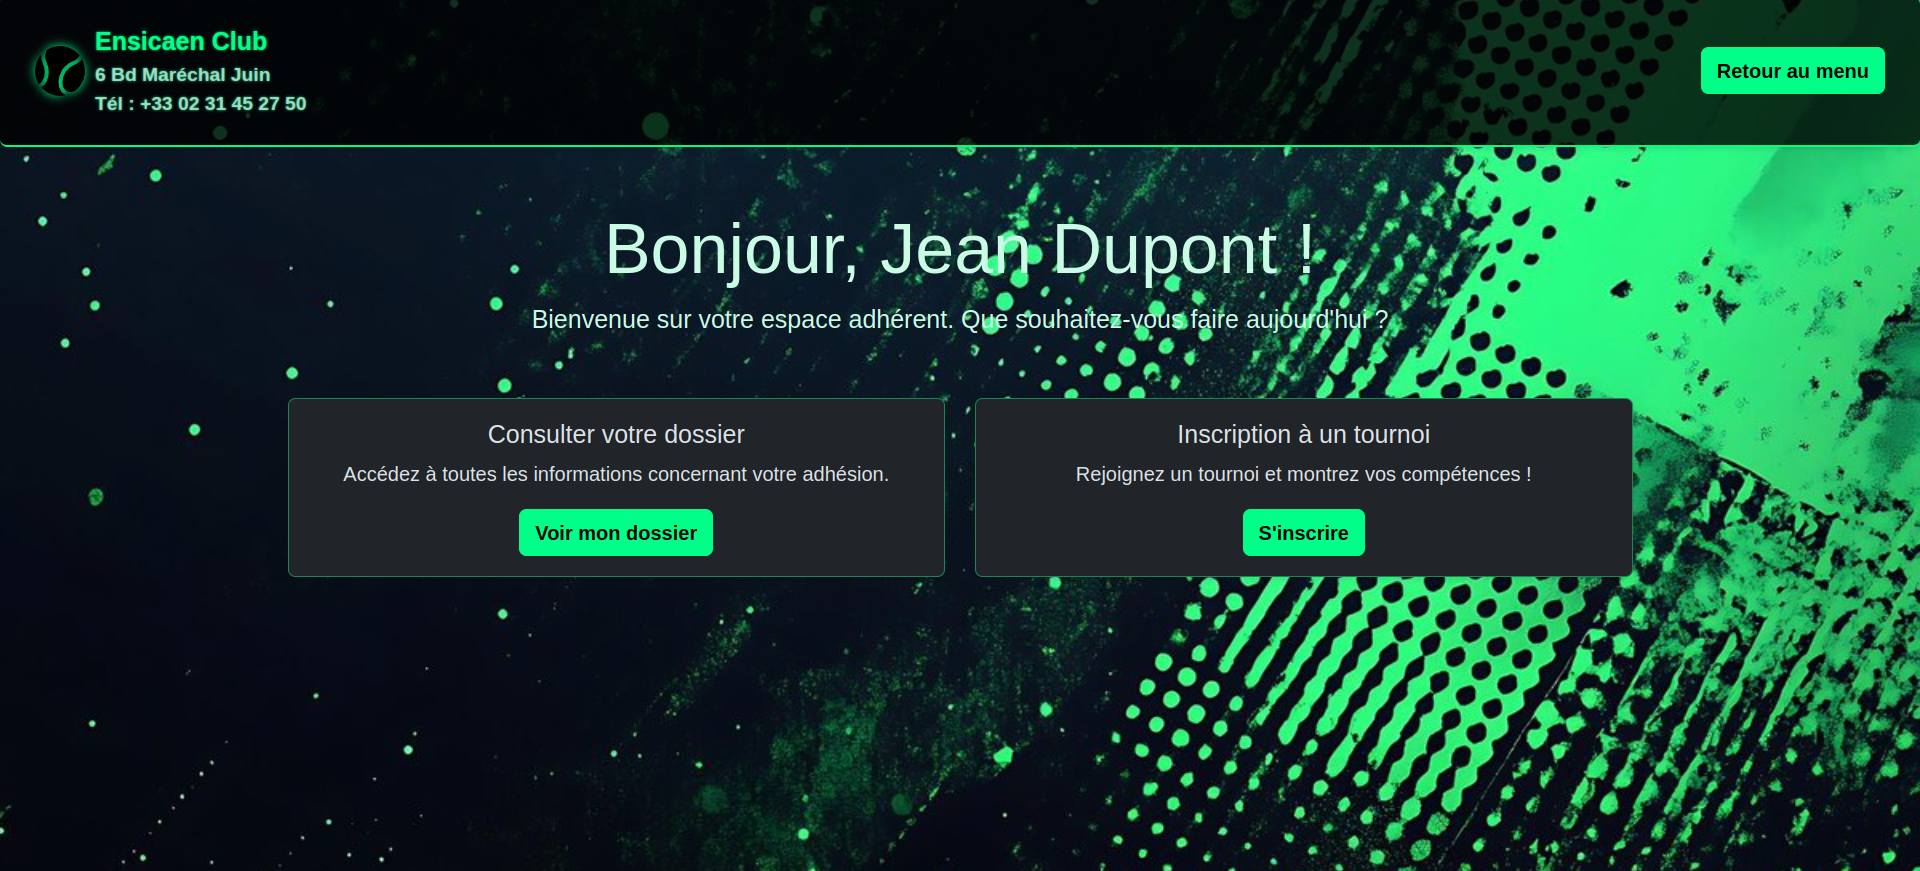 Ensicaen Club
6 Bd Maréchal Juin
Tél : +33 02 31 45 27 50
Retour au menu
Bonjour, Jean Dupont !
Bienvenue sur votre espace adhérent. Que souhaitez-vous faire aujourd'hui ?
Consulter votre dossier
Accédez à toutes les informations concernant votre adhésion.
Voir mon dossier
Inscription à un tournoi
Rejoignez un tournoi et montrez vos compétences !
S'inscrire